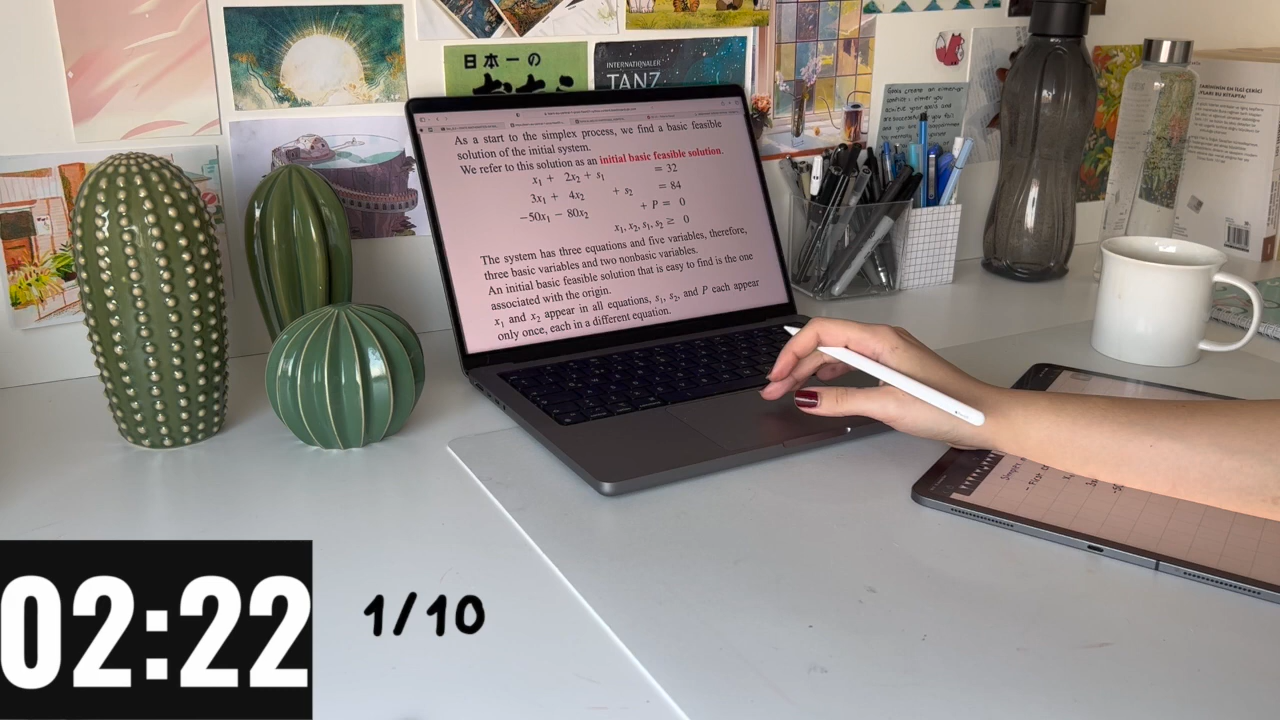 日本一の
INTERNATIONALER
TANZ
As a start to the simplex process, we find a basic feasible
solution of the initial system.
We refer to this solution as an initial basic feasible solution.
x₁ + 2x₂ + s₁ = 32
3x₁ + 4x₂ + s₂ = 84
−50x₁ − 80x₂ + P = 0
x₁, x₂, s₁, s₂ ≥ 0
The system has three equations and five variables, therefore,
three basic variables and two nonbasic variables.
An initial basic feasible solution that is easy to find is the one
associated with the origin.
x₁ and x₂ appear in all equations, s₁, s₂, and P each appear
only once, each in a different equation.
02:22
1/10